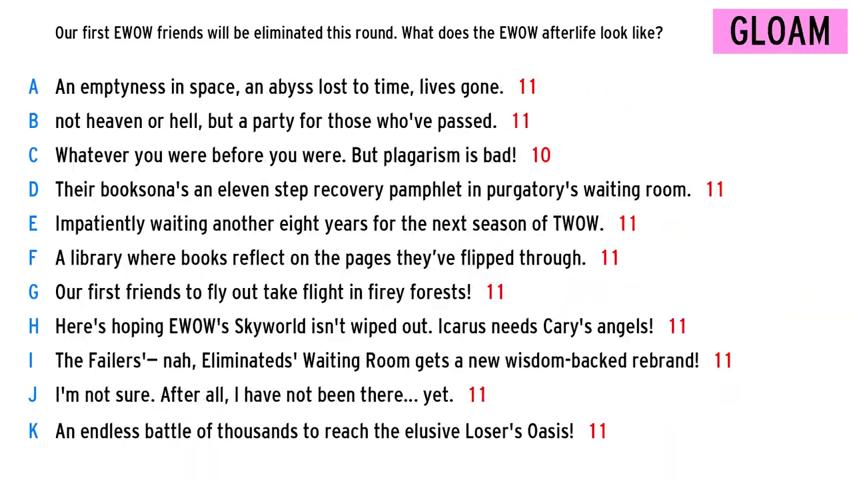 Our first EWOW friends will be eliminated this round. What does the EWOW afterlife look like?
GLOAM
A An emptyness in space, an abyss lost to time, lives gone. 11
B not heaven or hell, but a party for those who've passed. 11
C Whatever you were before you were. But plagarism is bad! 10
D Their booksona's an eleven step recovery pamphlet in purgatory's waiting room. 11
E Impatiently waiting another eight years for the next season of TWOW. 11
F A library where books reflect on the pages they’ve flipped through. 11
G Our first friends to fly out take flight in firey forests! 11
H Here's hoping EWOW's Skyworld isn't wiped out. Icarus needs Cary's angels! 11
I The Failers'— nah, Eliminateds' Waiting Room gets a new wisdom-backed rebrand! 11
J I'm not sure. After all, I have not been there... yet. 11
K An endless battle of thousands to reach the elusive Loser's Oasis! 11